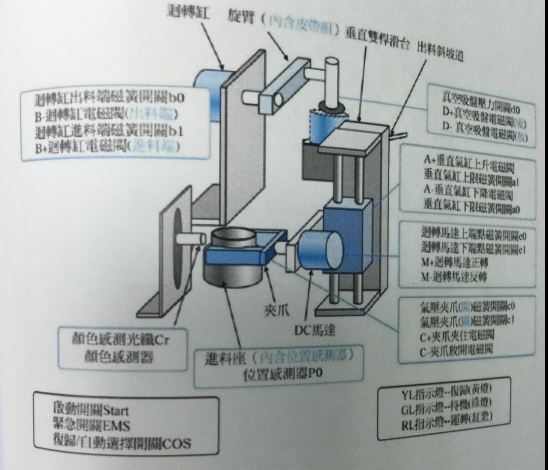 迴轉缸
旋臂（內含皮帶組）
垂直雙桿滑台
出料斜坡道
迴轉缸出料端磁簧開關b0
B-迴轉缸電磁閥(出料端)
迴轉缸進料端磁簧開關b1
B+迴轉缸電磁閥(進料端)
真空吸盤壓力開關d0
D+真空吸盤電磁閥(吸)
D- 真空吸盤電磁閥(放)
A+垂直氣缸上升電磁閥
垂直氣缸上限磁簧開關a1
A-垂直氣缸下降電磁閥
垂直氣缸下限磁簧開關a0
迴轉馬達上端點磁簧開關e0
迴轉馬達下端點磁簧開關e1
M+迴轉馬達正轉
M-迴轉馬達反轉
氣壓夾爪(開)磁簧開關c0
氣壓夾爪(關)磁簧開關c1
C+夾爪夾住電磁閥
C-夾爪放開電磁閥
夾爪
DC馬達
顏色感測光纖Cr
顏色感測器
進料座（內含位置感測器）
位置感測器P0
啟動開關Start
緊急開關EMS
復歸/自動選擇開關COS
YL指示燈--復歸(黃燈)
GL指示燈--待機(綠燈)
RL指示燈--運轉(紅燈)